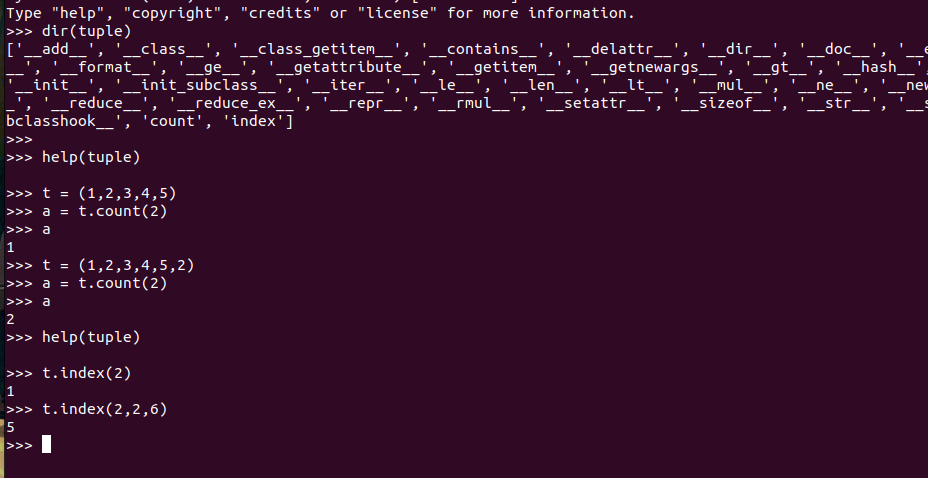 Type "help", "copyright", "credits" or "license" for more information.
>>> dir(tuple)
['__add__', '__class__', '__class_getitem__', '__contains__', '__delattr__', '__dir__', '__doc__', '__e
__', '__format__', '__ge__', '__getattribute__', '__getitem__', '__getnewargs__', '__gt__', '__hash__',
'__init__', '__init_subclass__', '__iter__', '__le__', '__len__', '__lt__', '__mul__', '__ne__', '__new
', '__reduce__', '__reduce_ex__', '__repr__', '__rmul__', '__setattr__', '__sizeof__', '__str__', '__s
bclasshook__', 'count', 'index']
>>>
>>> help(tuple)
>>> t = (1,2,3,4,5)
>>> a = t.count(2)
>>> a
1
>>> t = (1,2,3,4,5,2)
>>> a = t.count(2)
>>> a
2
>>> help(tuple)
>>> t.index(2)
1
>>> t.index(2,2,6)
5
>>>